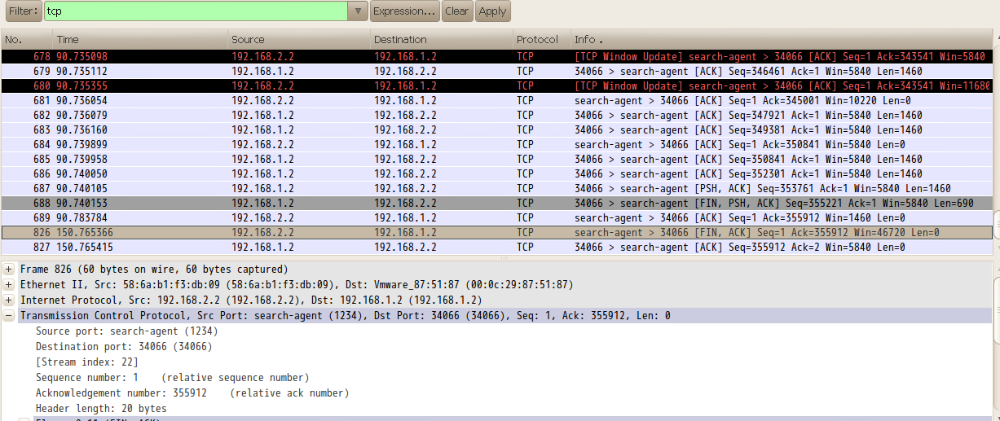 Filter: tcp Expression... Clear Apply
No. Time Source Destination Protocol Info
678 90.735098 192.168.2.2 192.168.1.2 TCP [TCP Window Update] search-agent > 34066 [ACK] Seq=1 Ack=343541 Win=5840
679 90.735112 192.168.1.2 192.168.2.2 TCP 34066 > search-agent [ACK] Seq=346461 Ack=1 Win=5840 Len=1460
680 90.735355 192.168.2.2 192.168.1.2 TCP [TCP Window Update] search-agent > 34066 [ACK] Seq=1 Ack=343541 Win=11680
681 90.736054 192.168.2.2 192.168.1.2 TCP search-agent > 34066 [ACK] Seq=1 Ack=345001 Win=10220 Len=0
682 90.736079 192.168.1.2 192.168.2.2 TCP 34066 > search-agent [ACK] Seq=347921 Ack=1 Win=5840 Len=1460
683 90.736160 192.168.1.2 192.168.2.2 TCP 34066 > search-agent [ACK] Seq=349381 Ack=1 Win=5840 Len=1460
684 90.739899 192.168.2.2 192.168.1.2 TCP search-agent > 34066 [ACK] Seq=1 Ack=350841 Win=5840 Len=0
685 90.739958 192.168.1.2 192.168.2.2 TCP 34066 > search-agent [ACK] Seq=350841 Ack=1 Win=5840 Len=1460
686 90.740050 192.168.1.2 192.168.2.2 TCP 34066 > search-agent [ACK] Seq=352301 Ack=1 Win=5840 Len=1460
687 90.740105 192.168.1.2 192.168.2.2 TCP 34066 > search-agent [PSH, ACK] Seq=353761 Ack=1 Win=5840 Len=1460
688 90.740153 192.168.1.2 192.168.2.2 TCP 34066 > search-agent [FIN, PSH, ACK] Seq=355221 Ack=1 Win=5840 Len=690
689 90.783784 192.168.2.2 192.168.1.2 TCP search-agent > 34066 [ACK] Seq=1 Ack=355912 Win=1460 Len=0
826 150.765366 192.168.2.2 192.168.1.2 TCP search-agent > 34066 [FIN, ACK] Seq=1 Ack=355912 Win=46720 Len=0
827 150.765415 192.168.1.2 192.168.2.2 TCP 34066 > search-agent [ACK] Seq=355912 Ack=2 Win=5840 Len=0
Frame 826 (60 bytes on wire, 60 bytes captured)
Ethernet II, Src: 58:6a:b1:f3:db:09 (58:6a:b1:f3:db:09), Dst: Vmware_87:51:87 (00:0c:29:87:51:87)
Internet Protocol, Src: 192.168.2.2 (192.168.2.2), Dst: 192.168.1.2 (192.168.1.2)
Transmission Control Protocol, Src Port: search-agent (1234), Dst Port: 34066 (34066), Seq: 1, Ack: 355912, Len: 0
Source port: search-agent (1234)
Destination port: 34066 (34066)
[Stream index: 22]
Sequence number: 1 (relative sequence number)
Acknowledgement number: 355912 (relative ack number)
Header length: 20 bytes